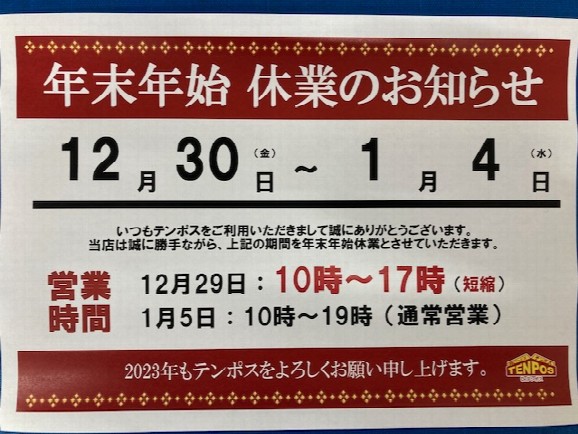 年末年始 休業のお知らせ
12月30日（金）～1月4日（水）
いつもテンポスをご利用いただきまして誠にありがとうございます。
当店は誠に勝手ながら、上記の期間を年末年始休業とさせていただきます。
営業時間
12月29日：10時～17時（短縮）
1月5日：10時～19時（通常営業）
2023年もテンポスをよろしくお願い申し上げます。
TENPOS